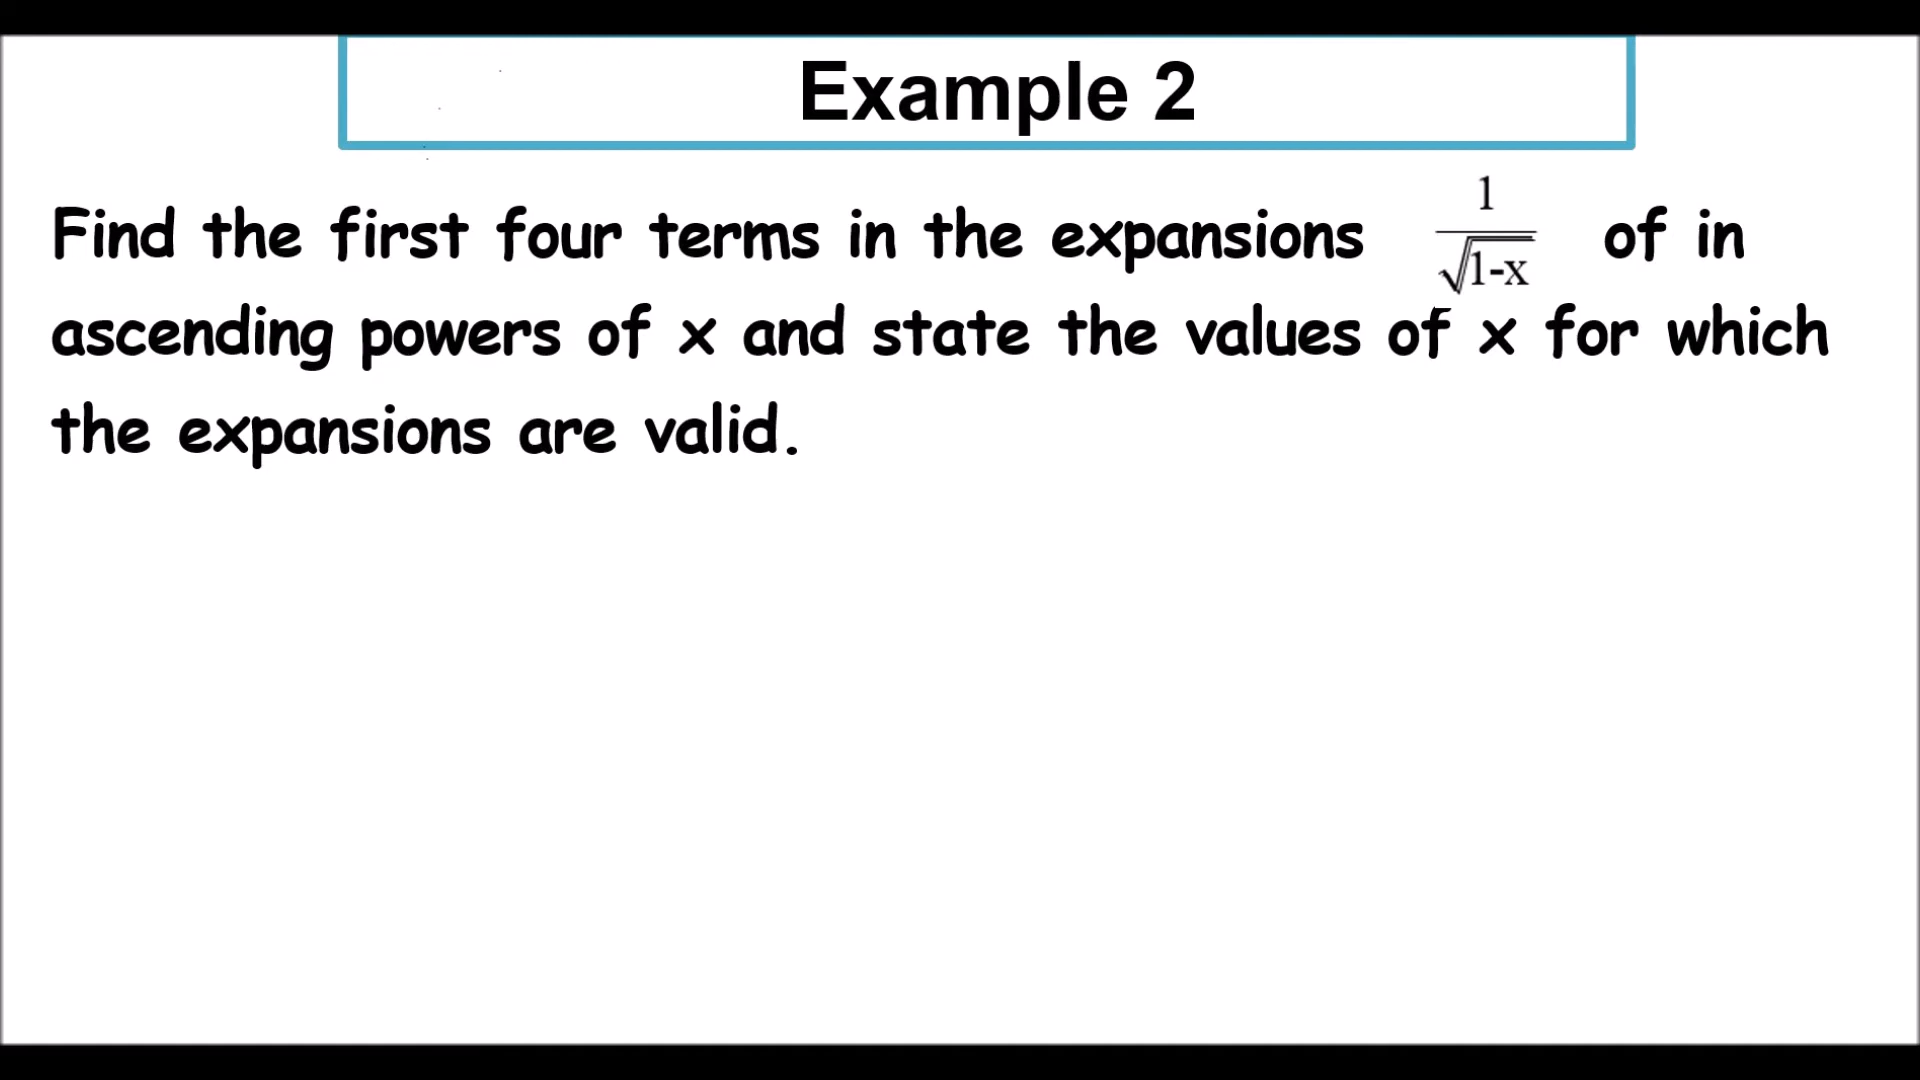 Example 2
Find the first four terms in the expansions 1/√1-x of in
ascending powers of x and state the values of x for which
the expansions are valid.